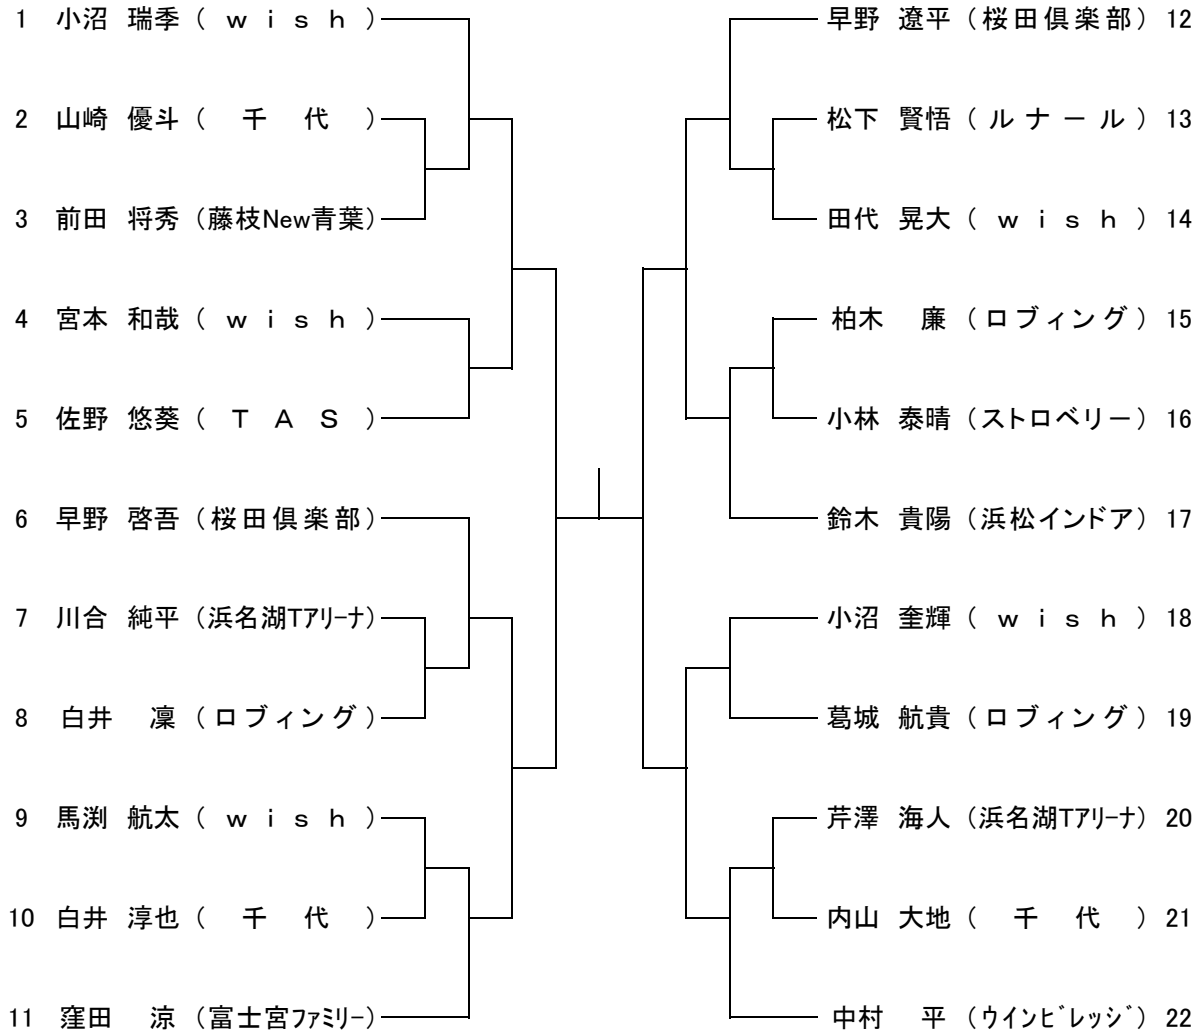 1 小沼 瑞季 ( ｗｉｓｈ )
2 山崎 優斗 ( 千代 )
3 前田 将秀 (藤枝New青葉)
4 宮本 和哉 ( ｗｉｓｈ )
5 佐野 悠葵 ( ＴＡＳ )
6 早野 啓吾 (桜田倶楽部)
7 川合 純平 (浜名湖Tｱﾘｰﾅ)
8 白井 凜 (ロブィング)
9 馬渕 航太 ( ｗｉｓｈ )
10 白井 淳也 ( 千代 )
11 窪田 涼 (富士宮ﾌｧﾐﾘｰ)
早野 遼平 (桜田倶楽部) 12
松下 賢悟 (ルナール) 13
田代 晃大 ( ｗｉｓｈ ) 14
柏木 廉 (ロブィング) 15
小林 泰晴 (ストロベリー) 16
鈴木 貴陽 (浜松インドア) 17
小沼 奎輝 ( ｗｉｓｈ ) 18
葛城 航貴 (ロブィング) 19
芹澤 海人 (浜名湖Tｱﾘｰﾅ) 20
内山 大地 ( 千代 ) 21
中村 平 (ｳｲﾝﾋﾞﾚｯｼﾞ) 22